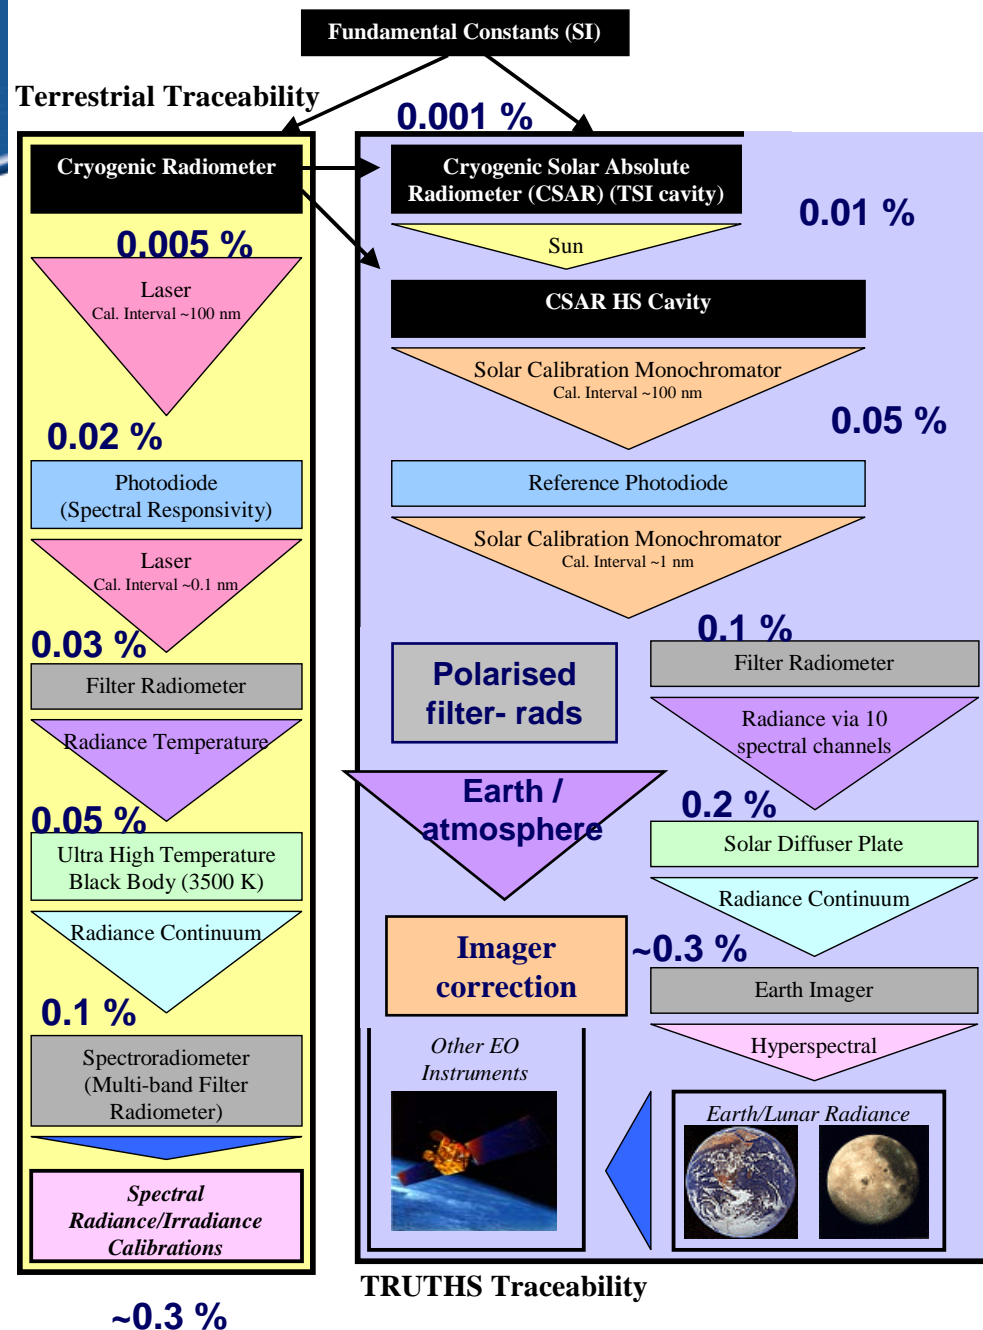 Fundamental Constants (SI)
Terrestrial Traceability
0.001 %
Cryogenic Radiometer
0.005 %
Laser
Cal. Interval ~100 nm
0.02 %
Photodiode
(Spectral Responsivity)
Laser
Cal. Interval ~0.1 nm
0.03 %
Filter Radiometer
Radiance Temperature
0.05 %
Ultra High Temperature
Black Body (3500 K)
Radiance Continuum
0.1 %
Spectroradiometer
(Multi-band Filter
Radiometer)
Spectral
Radiance/Irradiance
Calibrations
~0.3 %
Cryogenic Solar Absolute
Radiometer (CSAR) (TSI cavity)
0.01 %
Sun
CSAR HS Cavity
Solar Calibration Monochromator
Cal. Interval ~100 nm
0.05 %
Reference Photodiode
Solar Calibration Monochromator
Cal. Interval ~1 nm
0.1 %
Polarised
filter- rads
Earth /
atmosphere
Imager
correction
Filter Radiometer
Radiance via 10
spectral channels
0.2 %
Solar Diffuser Plate
Radiance Continuum
~0.3 %
Earth Imager
Hyperspectral
Other EO
Instruments
Earth/Lunar Radiance
TRUTHS Traceability